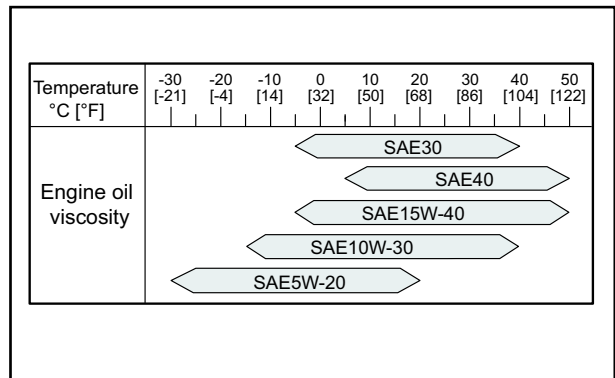 Temperature
°C [°F]
-30 -20 -10 0 10 20 30 40 50
[-21] [-4] [14] [32] [50] [68] [86] [104] [122]
Engine oil
viscosity
SAE30
SAE40
SAE15W-40
SAE10W-30
SAE5W-20